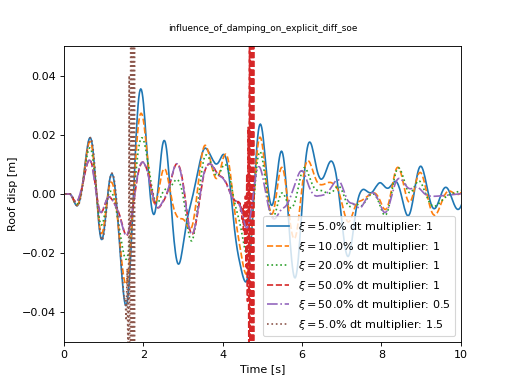 influence_of_damping_on_explicit_diff_soe
0.04
0.02
0.00
−0.02
−0.04
Roof disp [m]
ξ = 5.0% dt multiplier: 1
ξ = 10.0% dt multiplier: 1
ξ = 20.0% dt multiplier: 1
ξ = 50.0% dt multiplier: 1
ξ = 50.0% dt multiplier: 0.5
ξ = 5.0% dt multiplier: 1.5
0 2 4 6 8 10
Time [s]